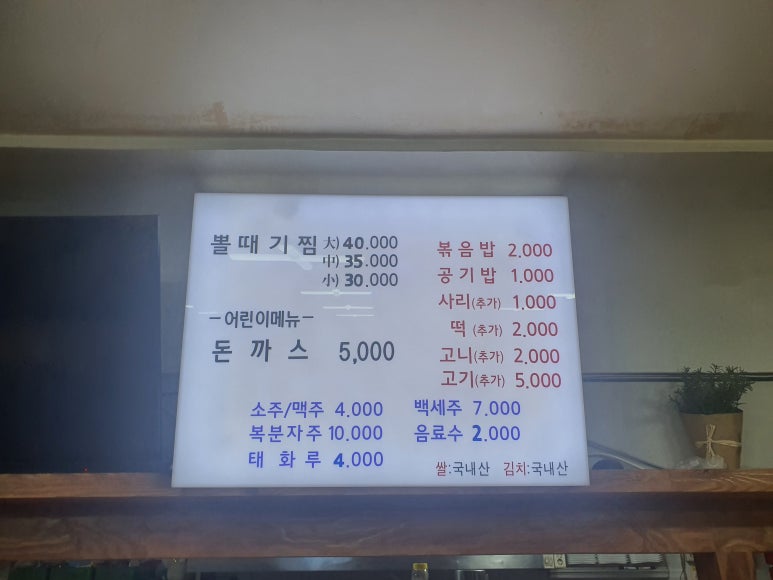 뽈때기찜 大) 40.000
中) 35.000
小) 30.000
-어린이메뉴-
돈까스 5,000
볶음밥 2.000
공기밥 1.000
사리(추가) 1.000
떡 (추가) 2.000
고니(추가) 2.000
고기(추가) 5.000
소주/맥주 4.000
복분자주 10.000
태화루 4.000
백세주 7.000
음료수 2.000
쌀:국내산 김치:국내산